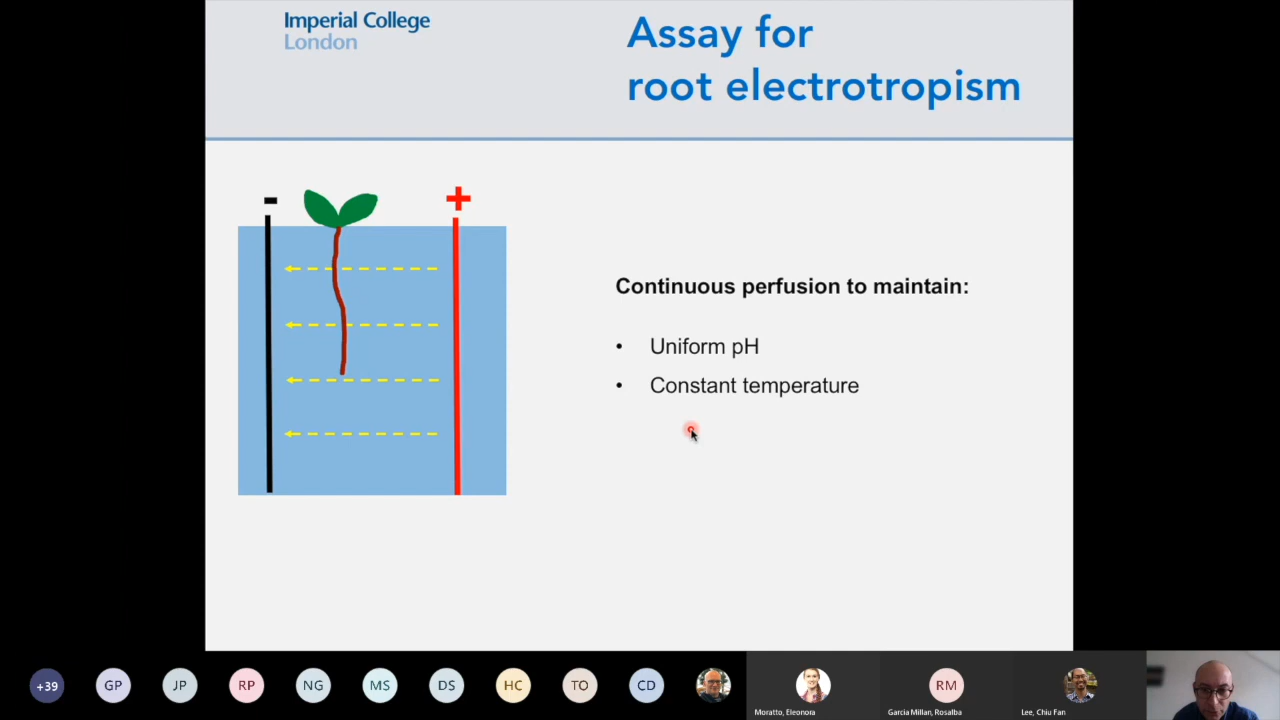 Imperial College
London
Assay for
root electrotropism
- +
Continuous perfusion to maintain:
• Uniform pH
• Constant temperature
+39 GP JP RP NG MS DS HC TO CD RM
Moratto, Eleonora Garcia Millan, Rosalba Lee, Chiu Fan